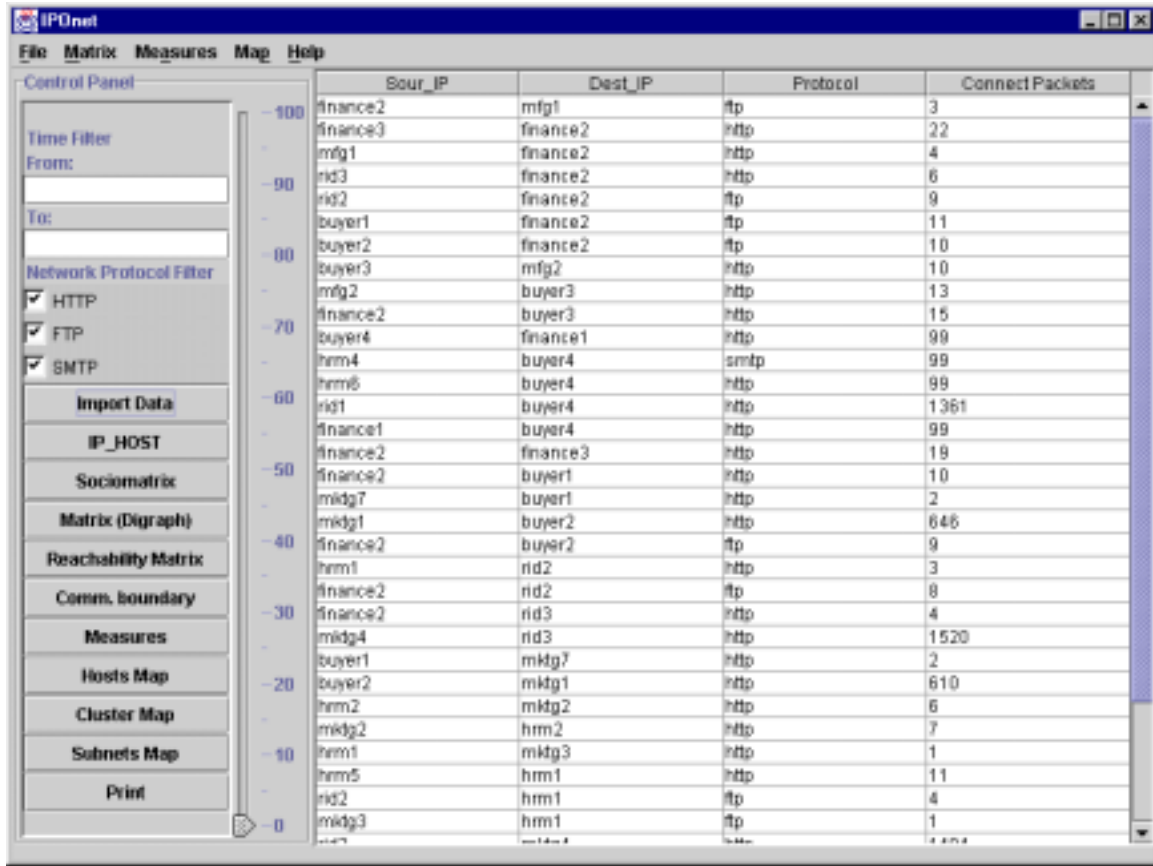 IPOnet
File Matrix Measures Map Help
Control Panel
Time Filter
From:
To:
Network Protocol Filter
HTTP
FTP
SMTP
Import Data
IP_HOST
Sociomatrix
Matrix (Digraph)
Reachability Matrix
Comm. boundary
Measures
Hosts Map
Cluster Map
Subnets Map
Print
100
90
80
70
60
50
40
30
20
10
0
Sour_IP Dest_IP Protocol Connect Packets
finance2 mfg1 ftp 3
finance3 finance2 http 22
mfg1 finance2 http 4
rid3 finance2 http 6
rid2 finance2 ftp 9
buyer1 finance2 ftp 11
buyer2 finance2 ftp 10
buyer3 mfg2 http 10
mfg2 buyer3 http 13
finance2 buyer3 http 15
buyer4 finance1 http 99
hrm4 buyer4 smtp 99
hrm6 buyer4 http 99
rid1 buyer4 http 1361
finance1 buyer4 http 99
finance2 finance3 http 19
finance2 buyer1 http 10
mktg7 buyer1 http 2
mktg1 buyer2 http 646
finance2 buyer2 ftp 9
hrm1 rid2 http 3
finance2 rid2 ftp 8
finance2 rid3 http 4
mktg4 rid3 http 1520
buyer1 mktg7 http 2
buyer2 mktg1 http 610
hrm2 mktg2 http 6
mktg2 hrm2 http 7
hrm1 mktg3 http 1
hrm5 hrm1 http 11
rid2 hrm1 ftp 4
mktg3 hrm1 ftp 1